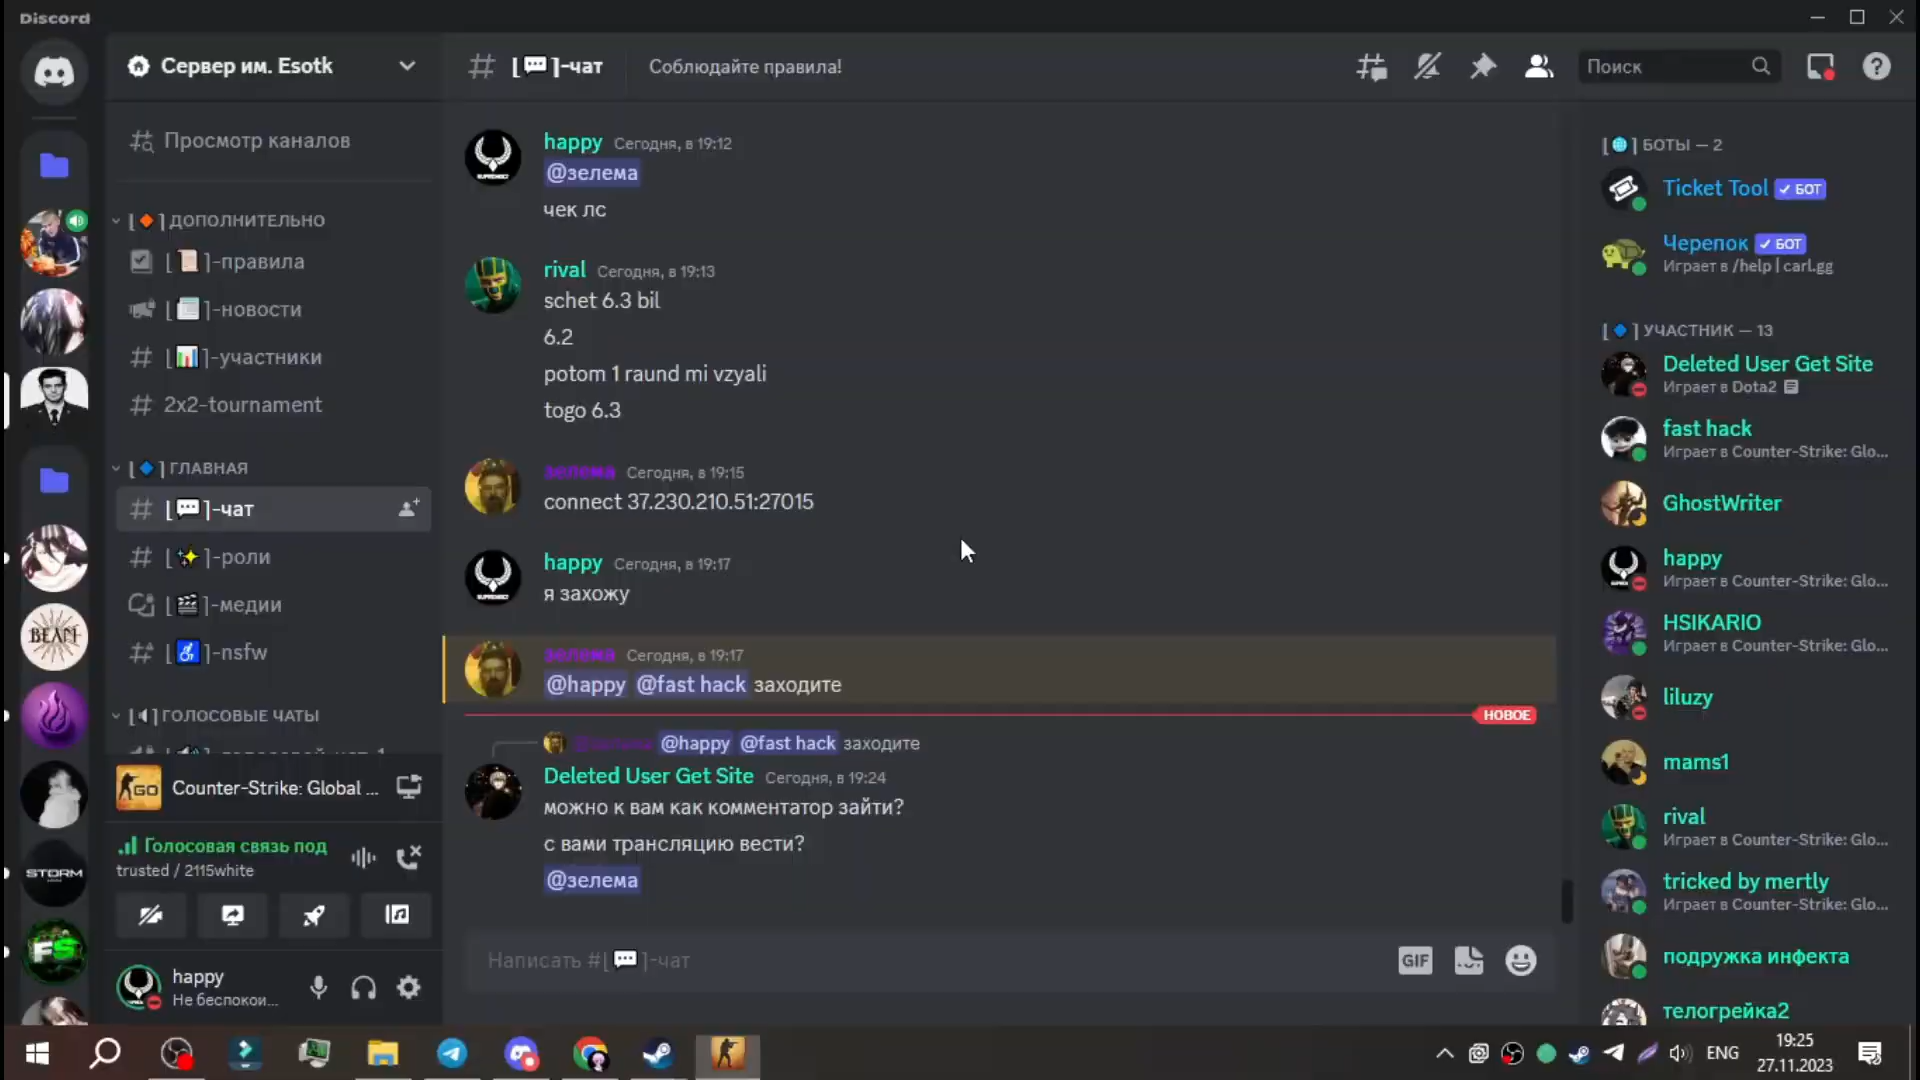 Discord
Сервер им. Esotk
Просмотр каналов
ДОПОЛНИТЕЛЬНО
-правила
-новости
-участники
2x2-tournament
ГЛАВНАЯ
-чат
-роли
-медии
-nsfw
ГОЛОСОВЫЕ ЧАТЫ
GO
Counter-Strike: Global ...
Голосовая связь под
trusted / 2115white
happy
Не беспокои...
# [💬]-чат
Соблюдайте правила!
Поиск
happy Сегодня, в 19:12
@зелема
чек лс
rival Сегодня, в 19:13
schet 6.3 bil
6.2
potom 1 raund mi vzyali
togo 6.3
зелема Сегодня, в 19:15
connect 37.230.210.51:27015
happy Сегодня, в 19:17
я захожу
зелема Сегодня, в 19:17
@happy @fast hack заходите
НОВОЕ
@зелема @happy @fast hack заходите
Deleted User Get Site Сегодня, в 19:24
можно к вам как комментатор зайти?
с вами трансляцию вести?
@зелема
Написать #[💬]-чат
GIF
БОТЫ — 2
Ticket Tool ✓ БОТ
Черепок ✓ БОТ
Играет в /help | carl.gg
УЧАСТНИК — 13
Deleted User Get Site
Играет в Dota2
fast hack
Играет в Counter-Strike: Glo...
GhostWriter
happy
Играет в Counter-Strike: Glo...
HSIKARIO
Играет в Counter-Strike: Glo...
liluzy
mams1
rival
Играет в Counter-Strike: Glo...
tricked by mertly
Играет в Counter-Strike: Glo...
подружка инфекта
телогрейка2
BEAM
STORM
FS
ENG
19:25
27.11.2023